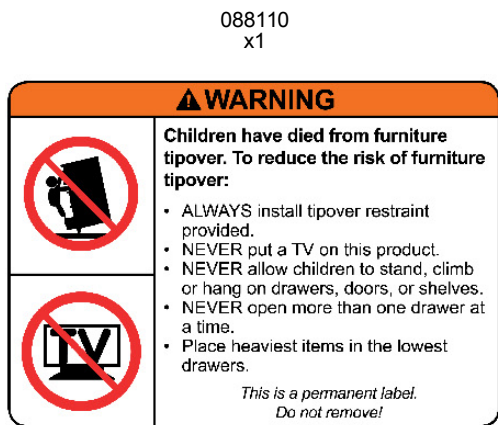 088110
x1
⚠WARNING
Children have died from furniture
tipover. To reduce the risk of furniture
tipover:
• ALWAYS install tipover restraint
provided.
• NEVER put a TV on this product.
• NEVER allow children to stand, climb
or hang on drawers, doors, or shelves.
• NEVER open more than one drawer at
a time.
• Place heaviest items in the lowest
drawers.
This is a permanent label.
Do not remove!
TV